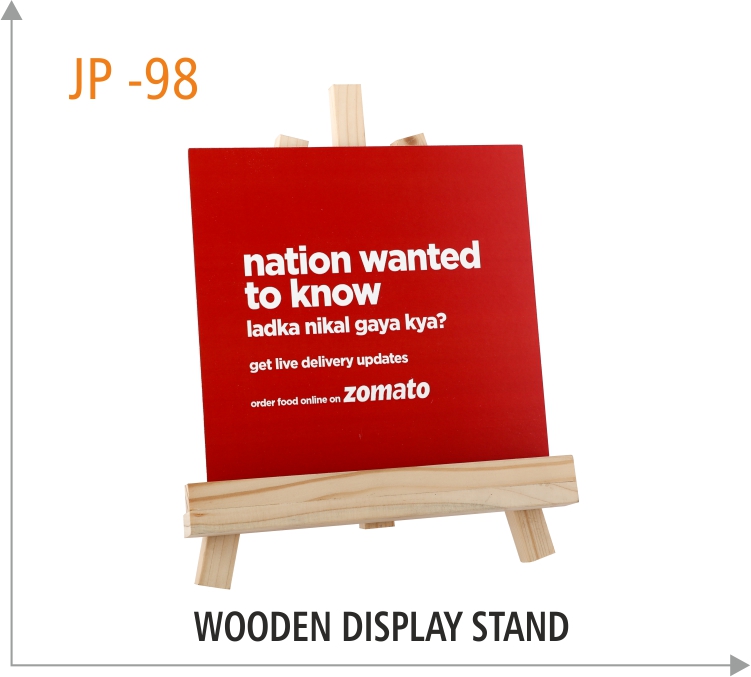 JP -98
nation wanted
to know
ladka nikal gaya kya?
get live delivery updates
order food online on zomato
WOODEN DISPLAY STAND